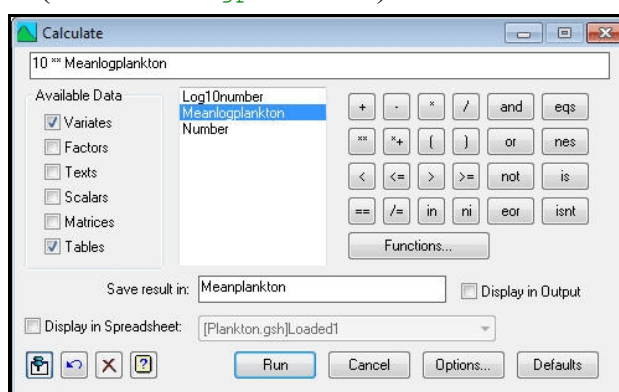 Calculate
10 ** Meanlogplankton
Available Data
Variates
Factors
Texts
Scalars
Matrices
Tables
Log10number
Meanlogplankton
Number
+ - * / and eqs
** *+ ( ) or nes
< <= > >= not is
== /= in ni eor isnt
Functions...
Save result in: Meanplankton Display in Output
Display in Spreadsheet: [Plankton.gsh]Loaded1
Run Cancel Options... Defaults